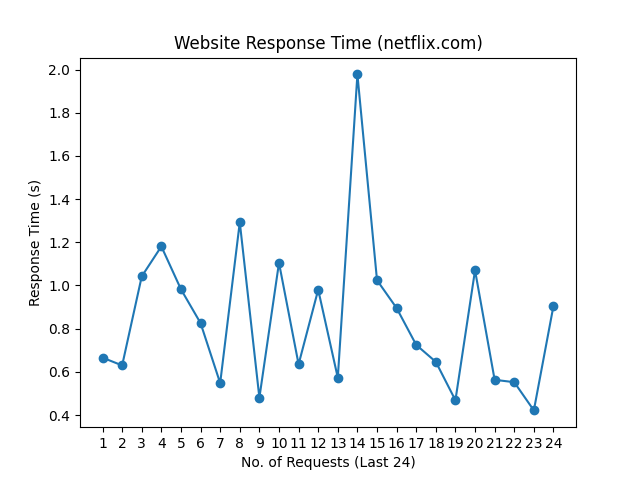 Website Response Time (netflix.com)
2.0
1.8
1.6
1.4
1.2
1.0
0.8
0.6
0.4
Response Time (s)
1 2 3 4 5 6 7 8 9 10 11 12 13 14 15 16 17 18 19 20 21 22 23 24
No. of Requests (Last 24)